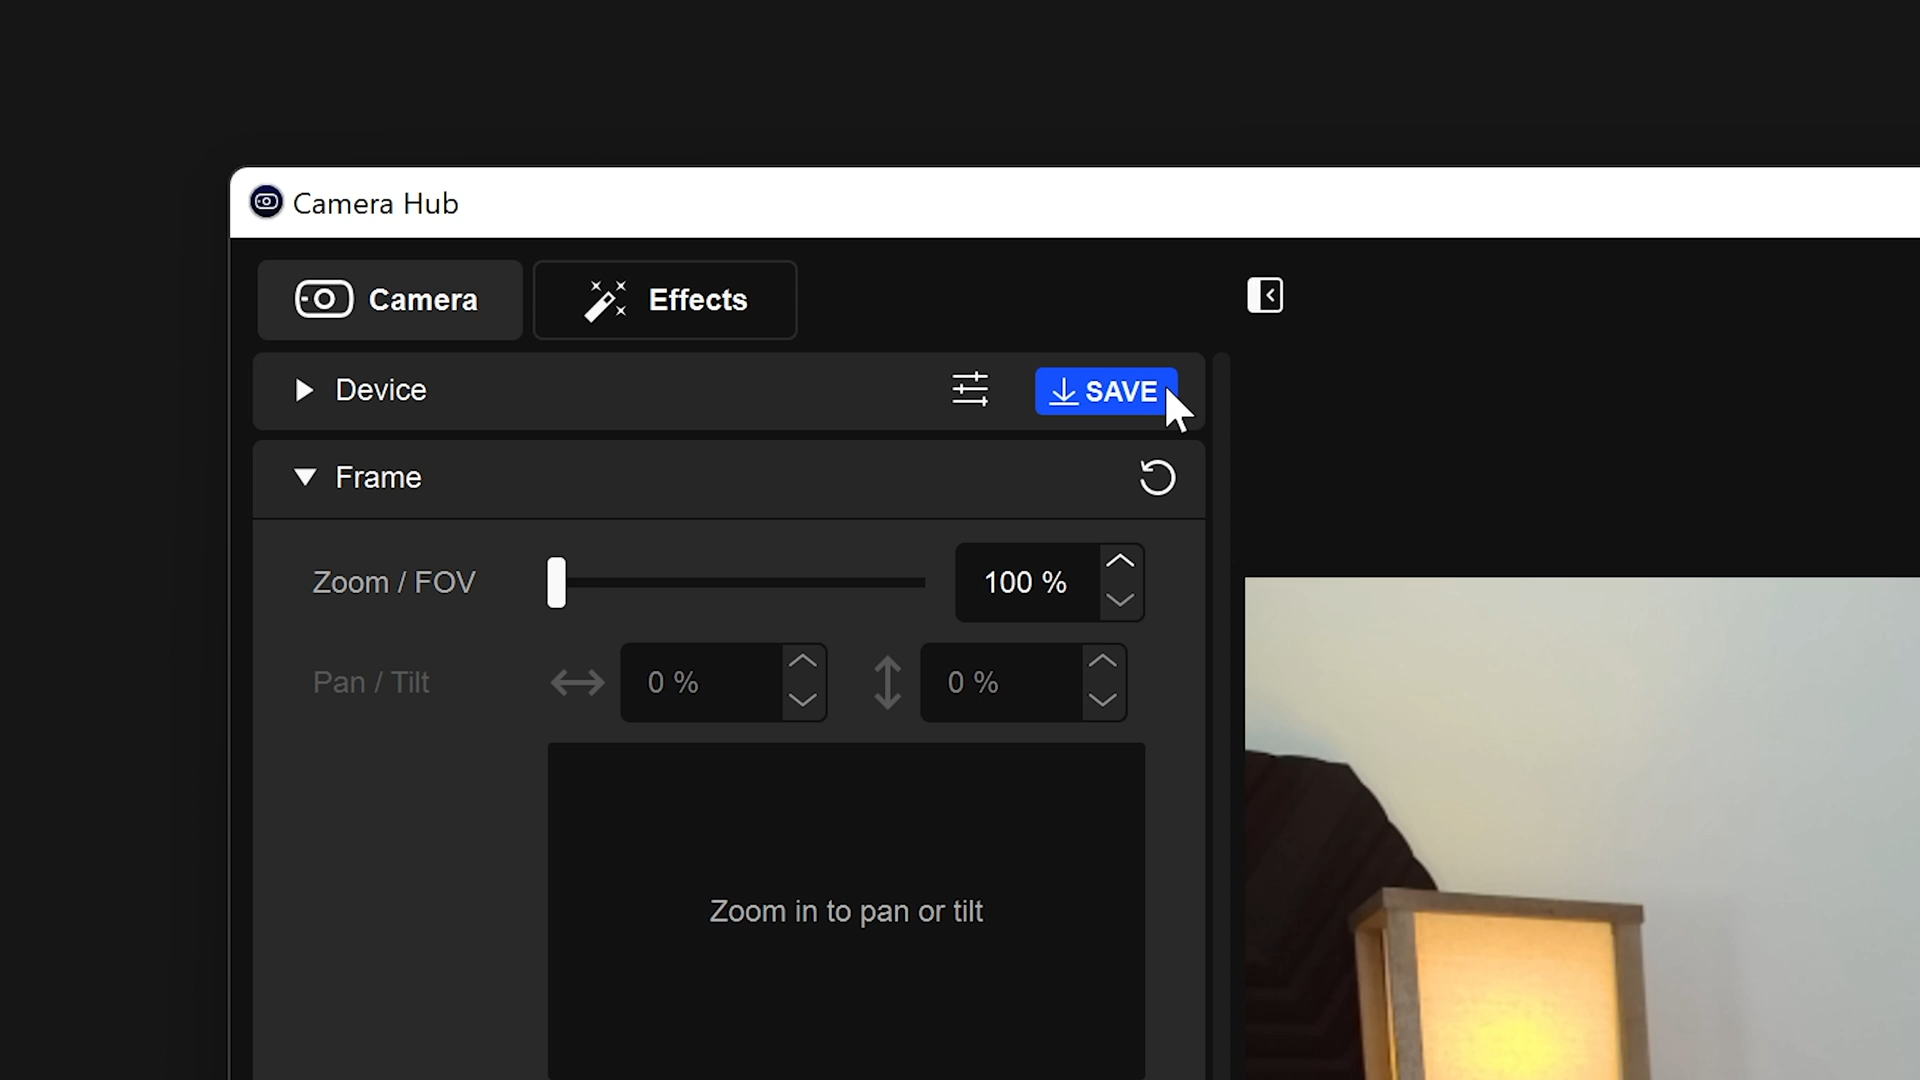 Camera Hub
Camera
Effects
Device
SAVE
Frame
Zoom / FOV
100 %
Pan / Tilt
0 %
0 %
Zoom in to pan or tilt